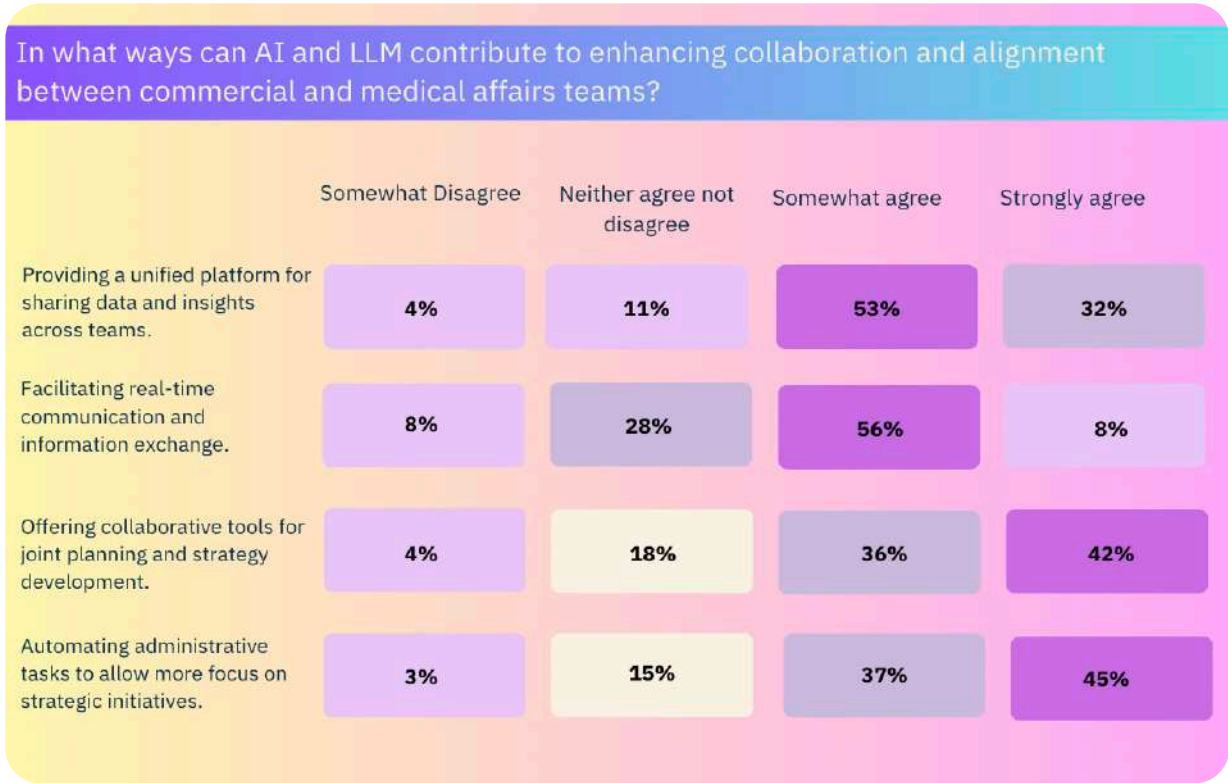 In what ways can AI and LLM contribute to enhancing collaboration and alignment
between commercial and medical affairs teams?
Somewhat Disagree
Neither agree not
disagree
Somewhat agree
Strongly agree
Providing a unified platform for
sharing data and insights
across teams.
4%
11%
53%
32%
Facilitating real-time
communication and
information exchange.
8%
28%
56%
8%
Offering collaborative tools for
joint planning and strategy
development.
4%
18%
36%
42%
Automating administrative
tasks to allow more focus on
strategic initiatives.
3%
15%
37%
45%